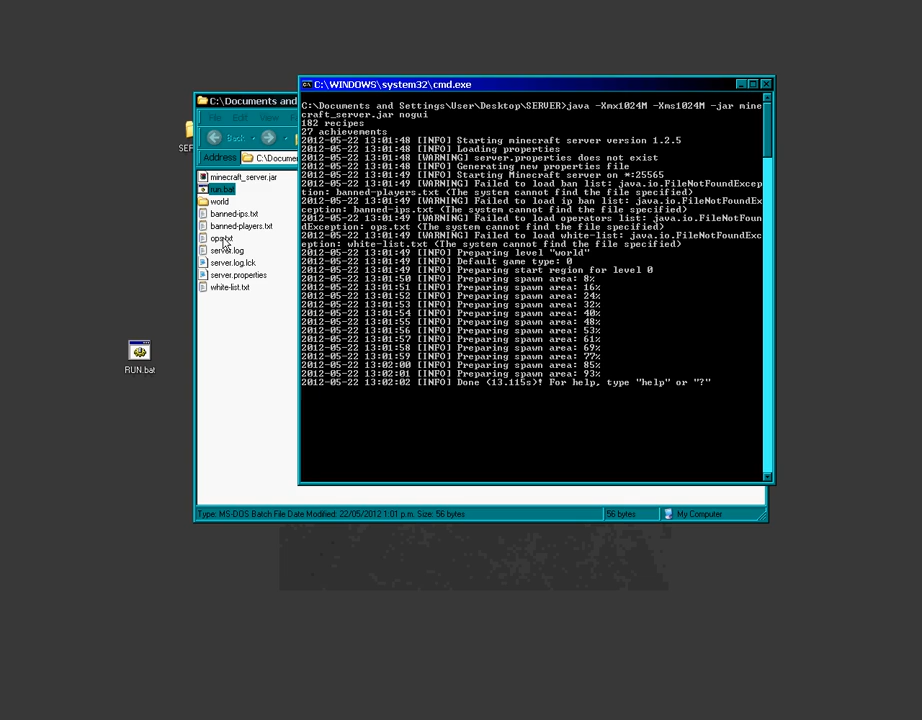 C:\WINDOWS\system32\cmd.exe
C:\Documents and
File Edit View
Back
Address C:\Docume
minecraft_server.jar
run.bat
world
banned-ips.txt
banned-players.txt
ops.txt
server.log
server.log.lck
server.properties
white-list.txt
RUN.bat
C:\Documents and Settings\User\Desktop\SERVER>java -Xmx1024M -Xms1024M -jar mine
craft_server.jar nogui
182 recipes
27 achievements
2012-05-22 13:01:48 [INFO] Starting minecraft server version 1.2.5
2012-05-22 13:01:48 [INFO] Loading properties
2012-05-22 13:01:48 [WARNING] server.properties does not exist
2012-05-22 13:01:48 [INFO] Generating new properties file
2012-05-22 13:01:49 [INFO] Starting Minecraft server on *:25565
2012-05-22 13:01:49 [WARNING] Failed to load ban list: java.io.FileNotFoundExcep
tion: banned-players.txt (The system cannot find the file specified)
2012-05-22 13:01:49 [WARNING] Failed to load ip ban list: java.io.FileNotFoundEx
ception: banned-ips.txt (The system cannot find the file specified)
2012-05-22 13:01:49 [WARNING] Failed to load operators list: java.io.FileNotFoun
dException: ops.txt (The system cannot find the file specified)
2012-05-22 13:01:49 [WARNING] Failed to load white-list: java.io.FileNotFoundExc
eption: white-list.txt (The system cannot find the file specified)
2012-05-22 13:01:49 [INFO] Preparing level "world"
2012-05-22 13:01:49 [INFO] Default game type: 0
2012-05-22 13:01:49 [INFO] Preparing start region for level 0
2012-05-22 13:01:50 [INFO] Preparing spawn area: 8%
2012-05-22 13:01:51 [INFO] Preparing spawn area: 16%
2012-05-22 13:01:52 [INFO] Preparing spawn area: 24%
2012-05-22 13:01:53 [INFO] Preparing spawn area: 32%
2012-05-22 13:01:54 [INFO] Preparing spawn area: 40%
2012-05-22 13:01:55 [INFO] Preparing spawn area: 48%
2012-05-22 13:01:56 [INFO] Preparing spawn area: 53%
2012-05-22 13:01:57 [INFO] Preparing spawn area: 61%
2012-05-22 13:01:58 [INFO] Preparing spawn area: 69%
2012-05-22 13:01:59 [INFO] Preparing spawn area: 77%
2012-05-22 13:02:00 [INFO] Preparing spawn area: 85%
2012-05-22 13:02:01 [INFO] Preparing spawn area: 93%
2012-05-22 13:02:02 [INFO] Done (13.115s)! For help, type "help" or "?"
Type: MS-DOS Batch File Date Modified: 22/05/2012 1:01 p.m. Size: 56 bytes
56 bytes
My Computer